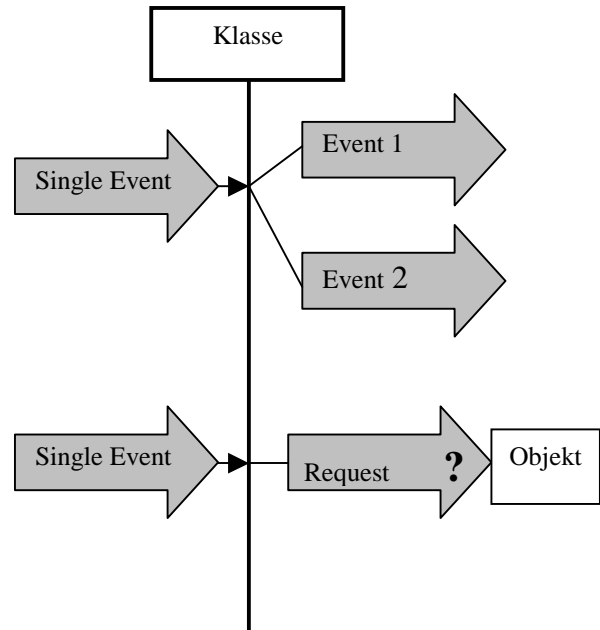 Klasse
Single Event
Event 1
Event 2
Single Event
Request ?
Objekt